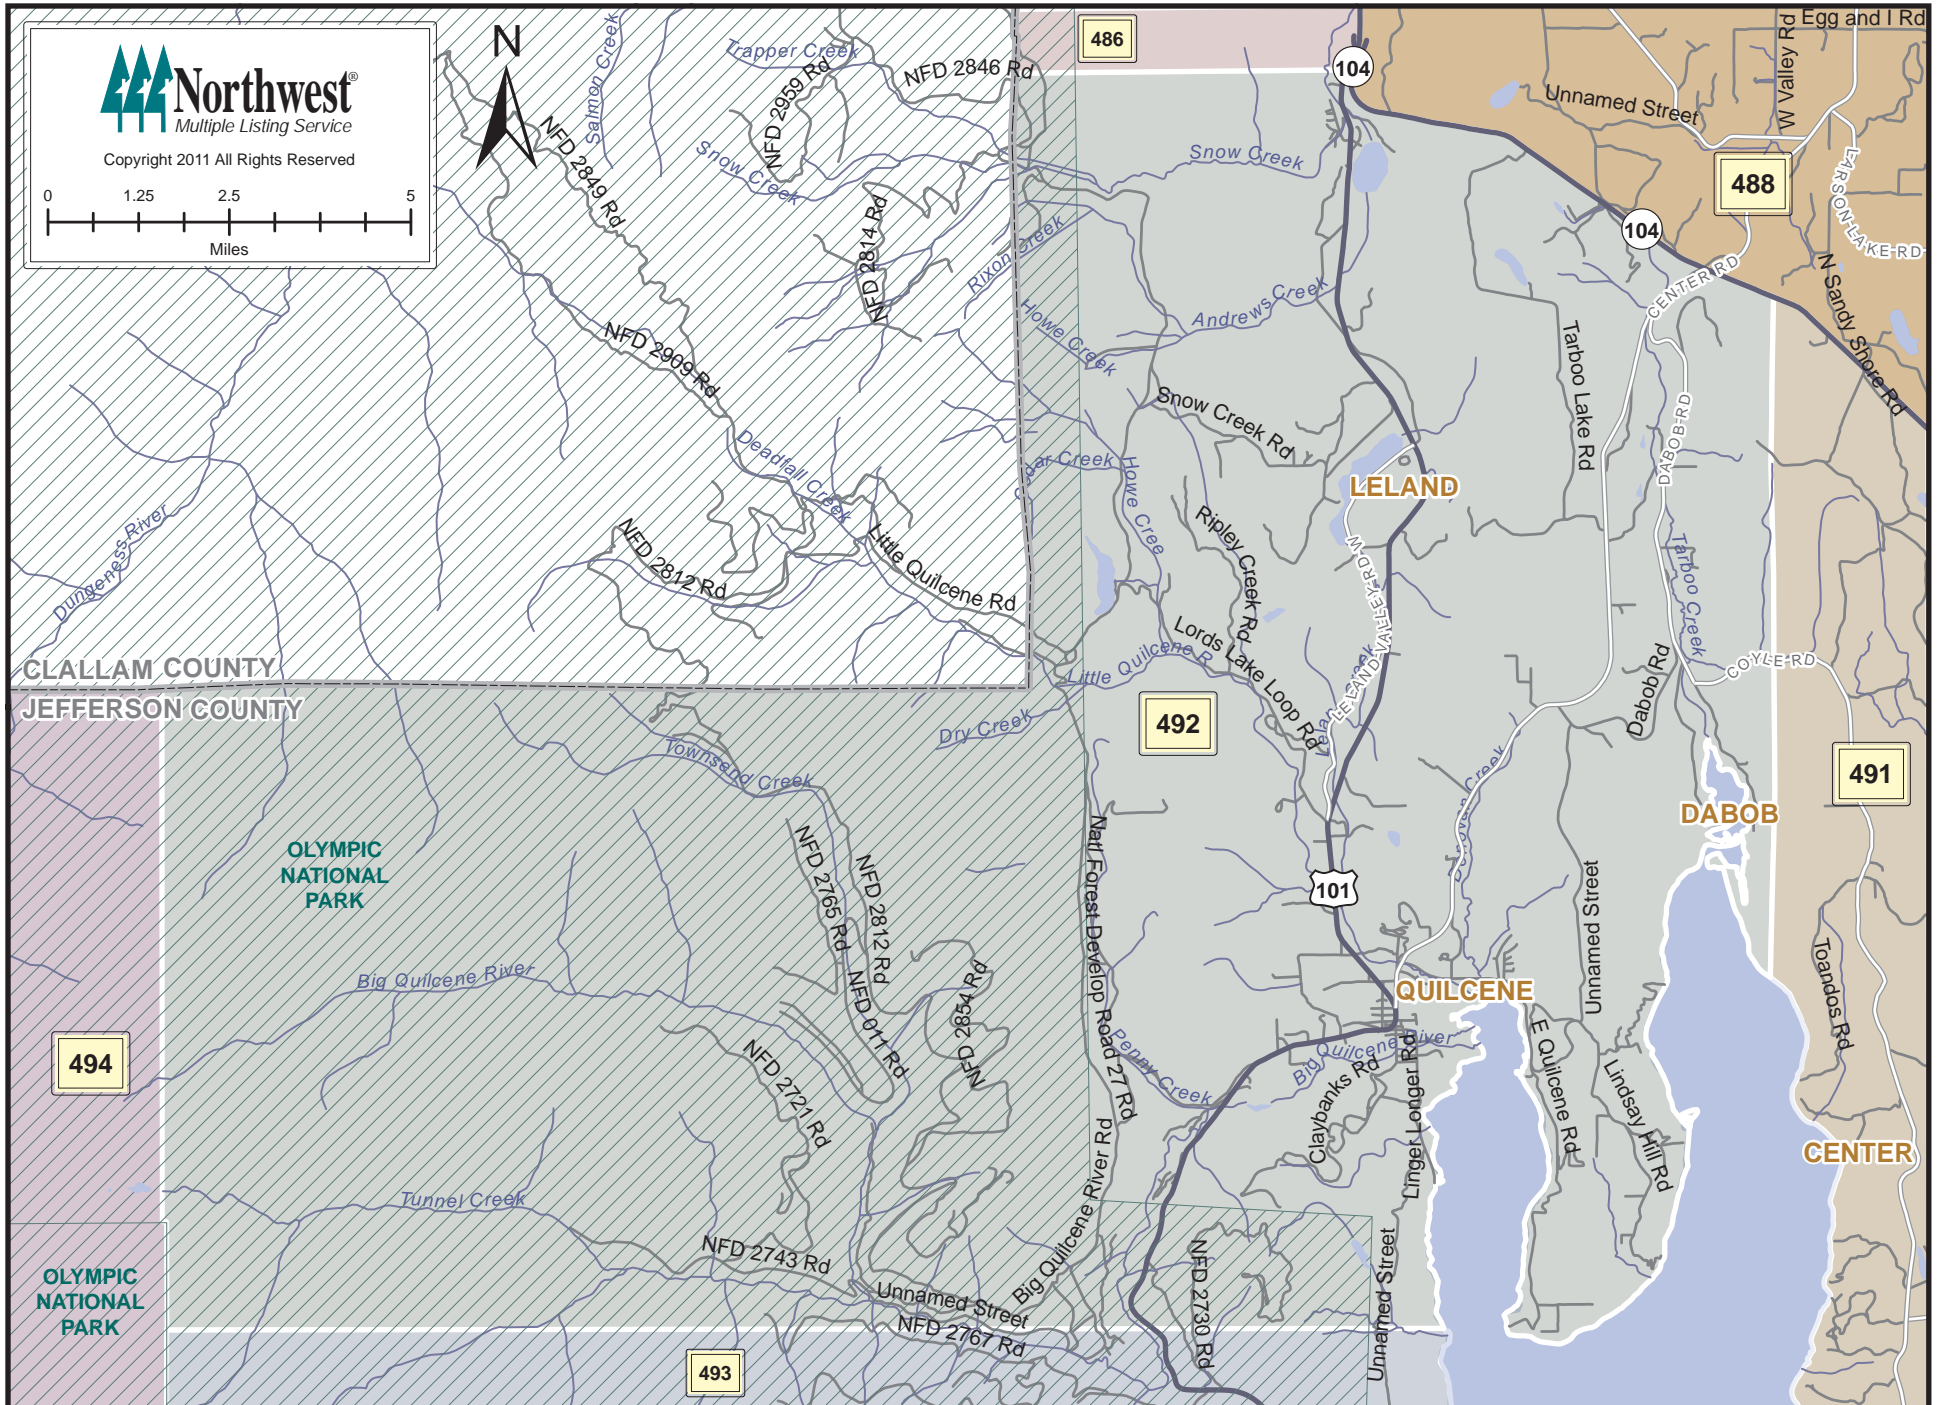 Northwest®
Multiple Listing Service
Copyright 2011 All Rights Reserved
0 1.25 2.5 5
Miles
N
Salmon Creek
Trapper Creek
NFD 2959 Rd
NFD 2846 Rd
486
104
Egg and I Rd
W Valley Rd
Unnamed Street
488
LARSON LAKE RD
NFD 2849 Rd
Snow Creek
Snow Creek
NFD 2814 Rd
Rixon Creek
104
CENTER RD
N Sandy Shore Rd
Howe Creek
Andrews Creek
NFD 2909 Rd
Tarboo Lake Rd
Snow Creek Rd
DABOB RD
Deadfall Creek
dar Creek
Howe Cree
LELAND
Dungeness River
NFD 2812 Rd
Little Quilcene Rd
Ripley Creek Rd
LELAND VALLEY RD W
Tarboo Creek
Lords Lake Loop Rd
Little Quilcene R
CLALLAM COUNTY
JEFFERSON COUNTY
COYLE RD
Dabob Rd
Dry Creek
492
491
Townsend Creek
Donovan Creek
DABOB
OLYMPIC
NATIONAL
PARK
NFD 2765 Rd
NFD 2812 Rd
Natl Forest Develop Road 27 Rd
101
Unnamed Street
Toandos Rd
Big Quilcene River
NFD 011 Rd
NFD 2854 Rd
NFD
QUILCENE
494
NFD 2721 Rd
Penny Creek
Big Quilcene River
Claybanks Rd
Linger Longer Rd
E Quilcene Rd
Lindsay Hill Rd
CENTER
Tunnel Creek
Big Quilcene River Rd
NFD 2743 Rd
NFD 2730 Rd
Unnamed Street
Unnamed Street
OLYMPIC
NATIONAL
PARK
NFD 2767 Rd
493